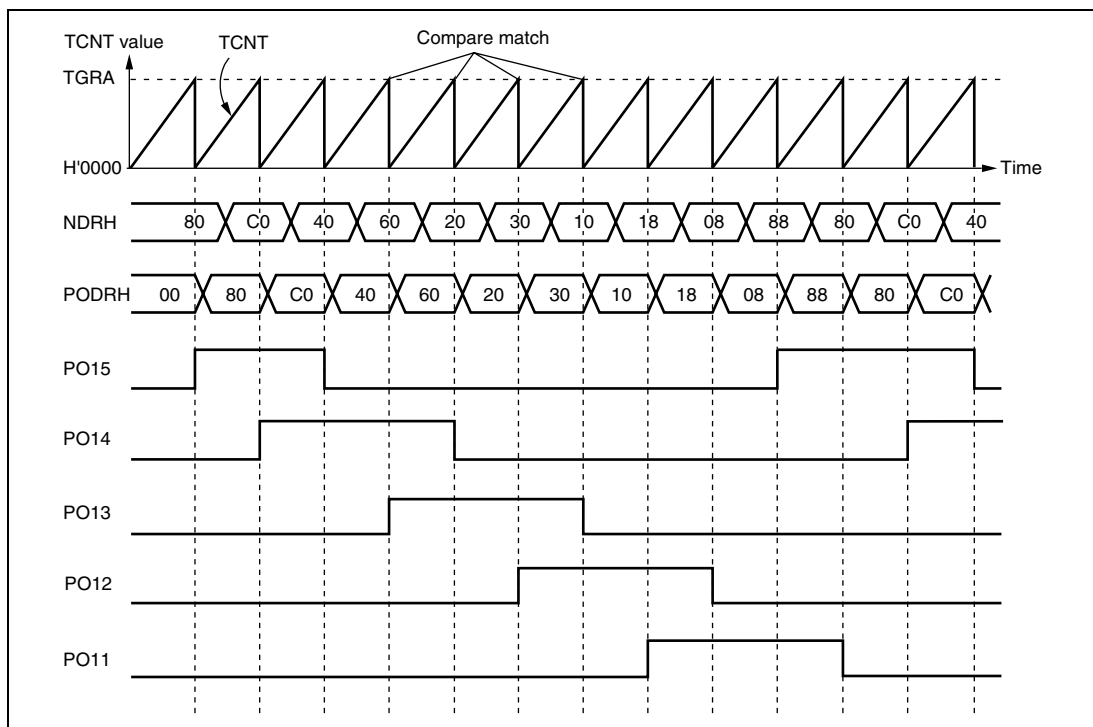 TCNT value
TCNT
Compare match
TGRA
H'0000
Time
NDRH 80 C0 40 60 20 30 10 18 08 88 80 C0 40
PODRH 00 80 C0 40 60 20 30 10 18 08 88 80 C0
PO15
PO14
PO13
PO12
PO11